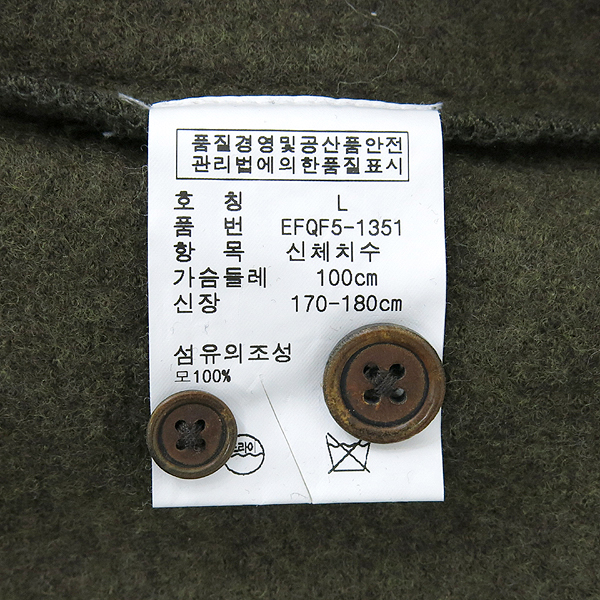 품질경영및공산품안전
관리법에의한품질표시
호 칭 L
품 번 EFQF5-1351
항 목 신체치수
가슴둘레 100cm
신장 170-180cm
섬유의조성
모100%